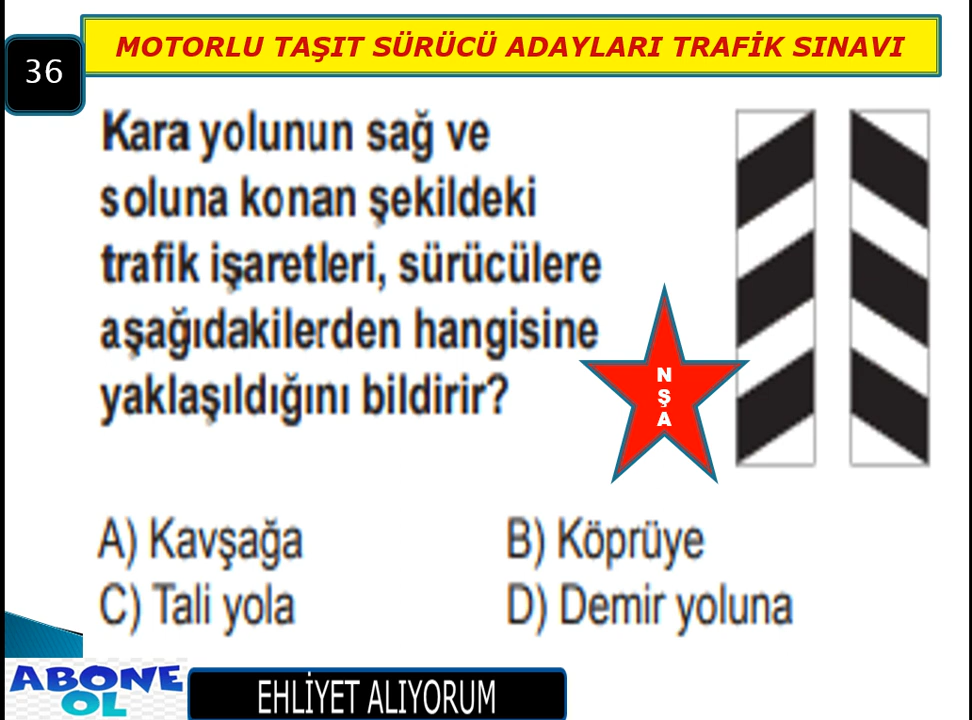 MOTORLU TAŞIT SÜRÜCÜ ADAYLARI TRAFİK SINAVI
36
Kara yolunun sağ ve
soluna konan şekildeki
trafik işaretleri, sürücülere
aşağıdakilerden hangisine
yaklaşıldığını bildirir?
N
Ş
A
A) Kavşağa
B) Köprüye
C) Tali yola
D) Demir yoluna
ABONE
OL
EHLİYET ALIYORUM